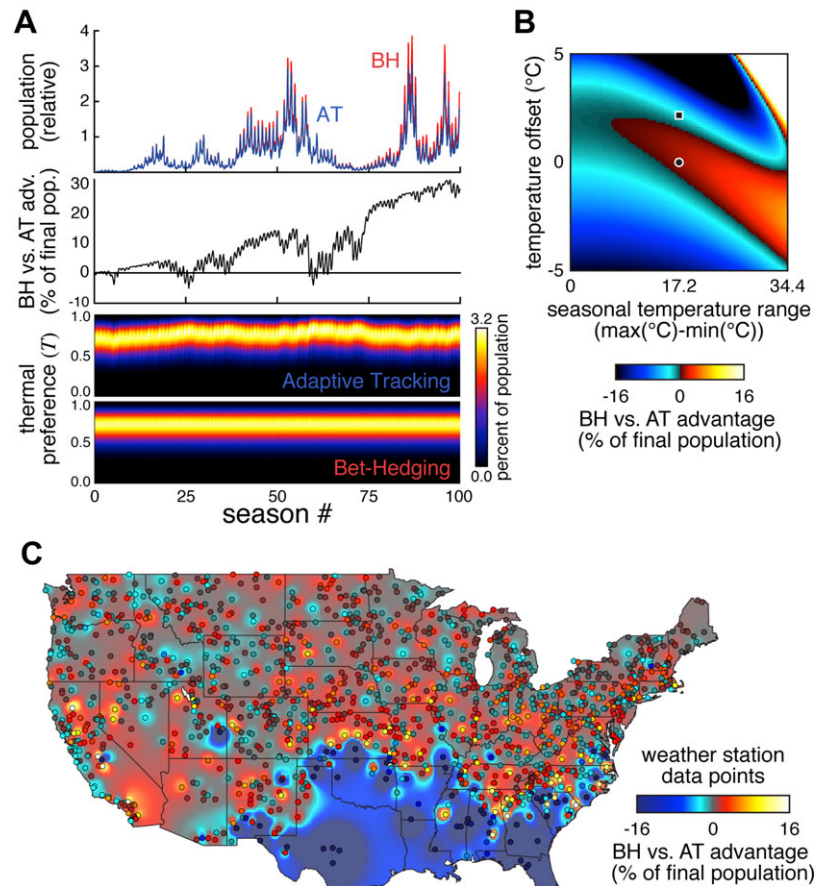 A
population
(relative)
4
3
2
1
BH
AT
BH vs. AT adv.
(% of final pop.)
30
20
10
0
-10
thermal
preference (T)
1.0
0.5
0.0
Adaptive Tracking
1.0
0.5
0.0
Bet-Hedging
3.2
0.0
percent of population
0
25
50
75
100
season #
B
temperature offset (°C)
5
0
-5
0
17.2
34.4
seasonal temperature range
(max(°C)-min(°C))
-16
0
16
BH vs. AT advantage
(% of final population)
C
weather station
data points
-16
0
16
BH vs. AT advantage
(% of final population)